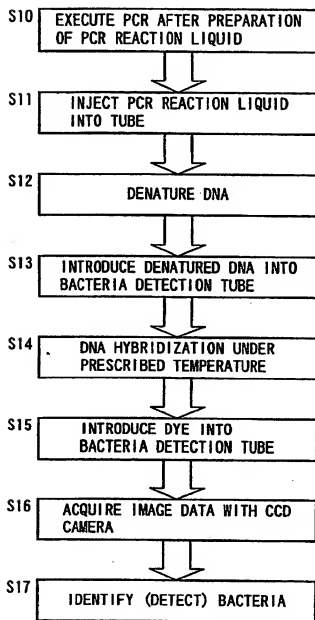 S10
EXECUTE PCR AFTER PREPARATION
OF PCR REACTION LIQUID
S11
INJECT PCR REACTION LIQUID
INTO TUBE
S12
DENATURE DNA
S13
INTRODUCE DENATURED DNA INTO
BACTERIA DETECTION TUBE
S14
DNA HYBRIDIZATION UNDER
PRESCRIBED TEMPERATURE
S15
INTRODUCE DYE INTO
BACTERIA DETECTION TUBE
S16
ACQUIRE IMAGE DATA WITH CCD
CAMERA
S17
IDENTIFY (DETECT) BACTERIA